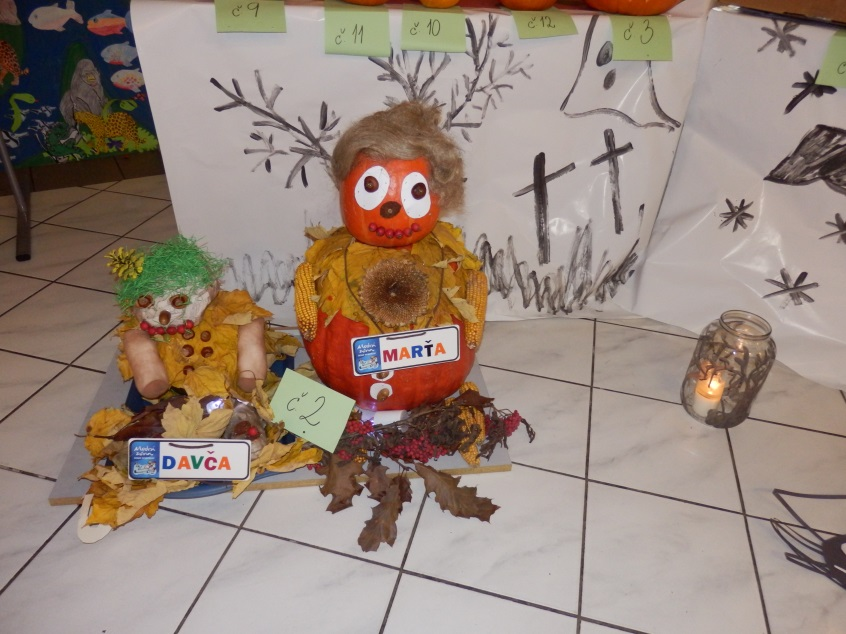 č 9
č 11
č 10
č 12
č 3
MARŤA
č. 2
DAVČA